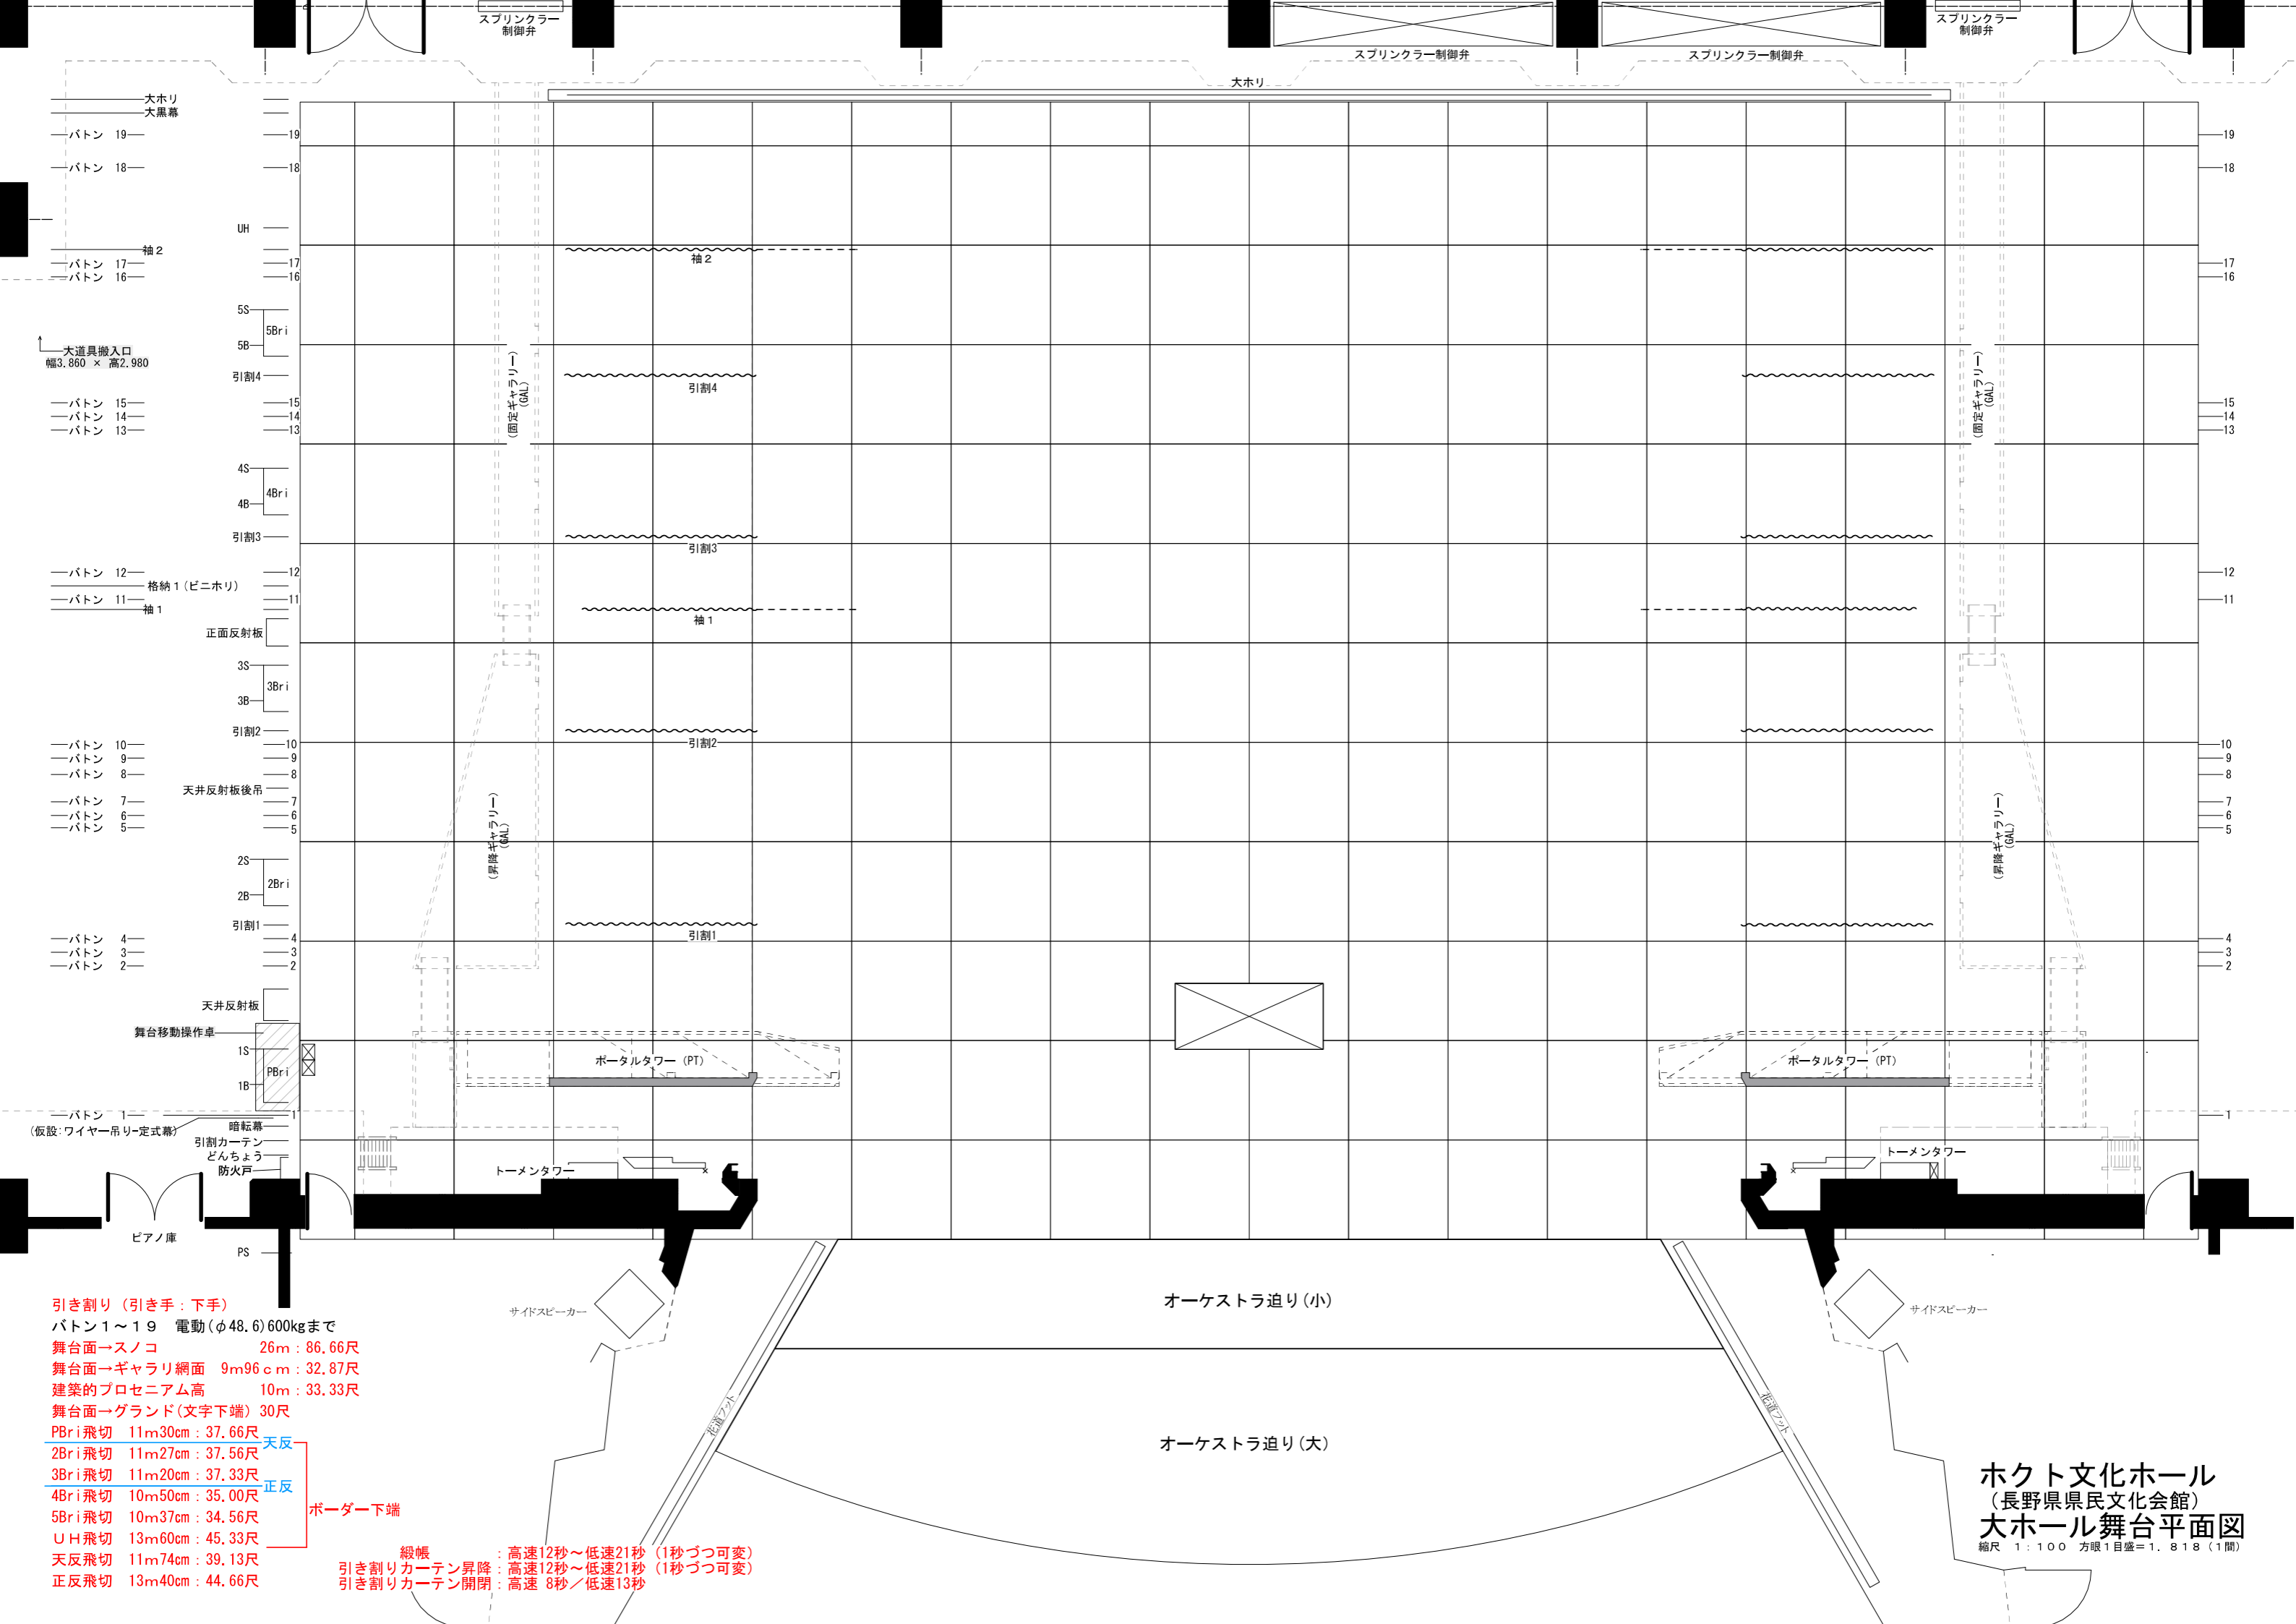 スプリンクラー
制御弁
スプリンクラー制御弁
スプリンクラー制御弁
スプリンクラー
制御弁
大ホリ
大ホリ
大黒幕
バトン 19 19 19
バトン 18 18 18
UH
袖２
袖２
バトン 17 17 17
バトン 16 16 16
5S
5Bri
5B
大道具搬入口
幅3.860 × 高2.980
引割4
引割4
(固定ギャラリー)
(GAL)
(固定ギャラリー)
(GAL)
バトン 15 15 15
バトン 14 14 14
バトン 13 13 13
4S
4Bri
4B
引割3
引割3
バトン 12 12 12
格納１(ビニホリ)
バトン 11 11 11
袖１
袖１
正面反射板
3S
3Bri
3B
引割2
引割2
バトン 10 10 10
バトン 9 9 9
バトン 8 8 8
天井反射板後吊
バトン 7 7 7
バトン 6 6 6
バトン 5 5 5
(昇降ギャラリー)
(GAL)
(昇降ギャラリー)
(GAL)
2S
2Bri
2B
引割1
引割1
バトン 4 4 4
バトン 3 3 3
バトン 2 2 2
天井反射板
舞台移動操作卓
1S
PBri
1B
ポータルタワー（PT）
ポータルタワー（PT）
バトン 1 1 1
(仮設:ワイヤー吊り-定式幕)
暗転幕
引割カーテン
どんちょう
防火戸
トーメンタワー
トーメンタワー
ピアノ庫
PS
サイドスピーカー
サイドスピーカー
オーケストラ迫り(小)
オーケストラ迫り(大)
花道フット
花道フット
引き割り（引き手：下手）
バトン１～１９ 電動(φ48.6)600kgまで
舞台面→スノコ 26ｍ：86.66尺
舞台面→ギャラリ網面 9ｍ96ｃｍ：32.87尺
建築的プロセニアム高 10ｍ：33.33尺
舞台面→グランド(文字下端) 30尺
PBri飛切 11ｍ30㎝：37.66尺
天反
2Bri飛切 11ｍ27㎝：37.56尺
3Bri飛切 11ｍ20㎝：37.33尺
正反
4Bri飛切 10ｍ50㎝：35.00尺
5Bri飛切 10ｍ37㎝：34.56尺
ボーダー下端
ＵＨ飛切 13ｍ60㎝：45.33尺
天反飛切 11ｍ74㎝：39.13尺
正反飛切 13ｍ40㎝：44.66尺
緞帳 ：高速12秒～低速21秒（1秒づつ可変）
引き割りカーテン昇降：高速12秒～低速21秒（1秒づつ可変）
引き割りカーテン開閉：高速 8秒／低速13秒
ホクト文化ホール
（長野県県民文化会館）
大ホール舞台平面図
縮尺 １：１００ 方眼１目盛＝１．８１８（１間）